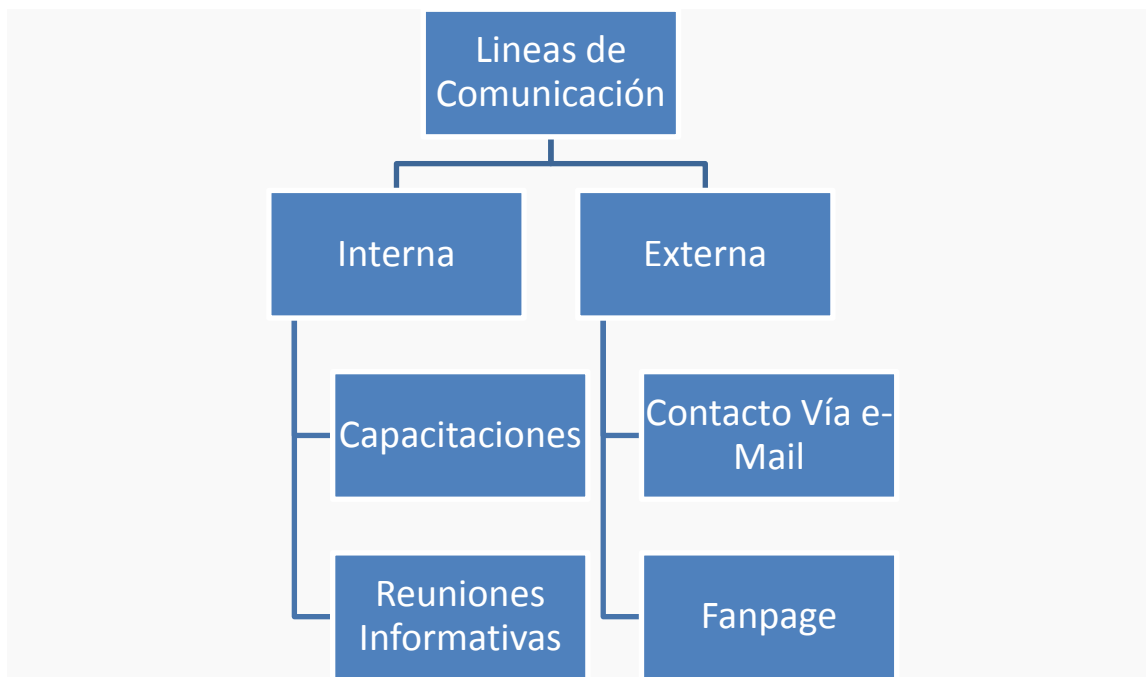 Lineas de
Comunicación
Interna
Externa
Capacitaciones
Contacto Vía e-
Mail
Reuniones
Informativas
Fanpage